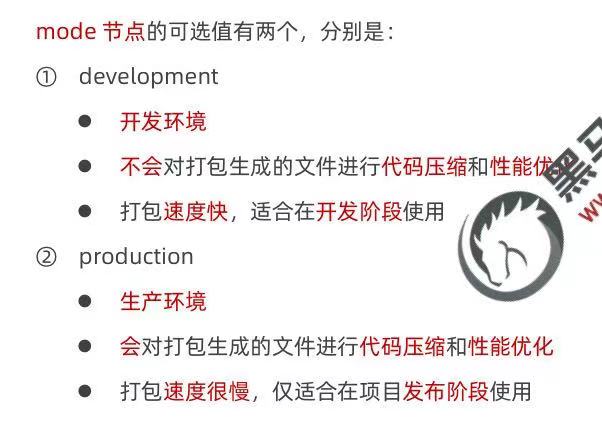 mode 节点的可选值有两个，分别是：
① development
● 开发环境
● 不会对打包生成的文件进行代码压缩和性能优化
● 打包速度快，适合在开发阶段使用
② production
● 生产环境
● 会对打包生成的文件进行代码压缩和性能优化
● 打包速度很慢，仅适合在项目发布阶段使用
黑马
ww